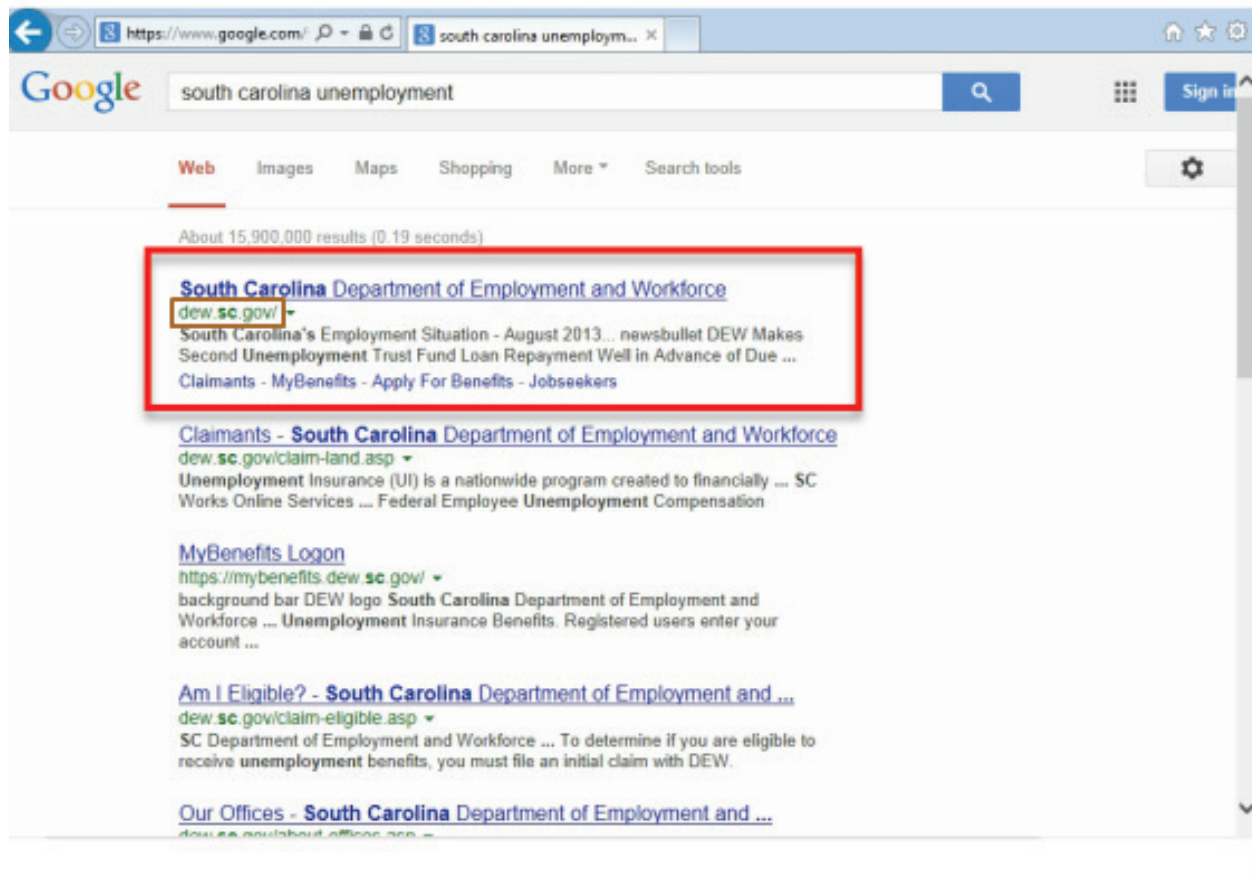 https://www.google.com/
south carolina unemploym...
Google
south carolina unemployment
Sign in
Web Images Maps Shopping More Search tools
About 15,900,000 results (0.19 seconds)
South Carolina Department of Employment and Workforce
dew.sc.gov/
South Carolina's Employment Situation - August 2013... newsbullet DEW Makes
Second Unemployment Trust Fund Loan Repayment Well in Advance of Due ...
Claimants - MyBenefits - Apply For Benefits - Jobseekers
Claimants - South Carolina Department of Employment and Workforce
dew.sc.gov/claim-land.asp
Unemployment Insurance (UI) is a nationwide program created to financially ... SC
Works Online Services ... Federal Employee Unemployment Compensation
MyBenefits Logon
https://mybenefits.dew.sc.gov/
background bar DEW logo South Carolina Department of Employment and
Workforce ... Unemployment Insurance Benefits. Registered users enter your
account ...
Am I Eligible? - South Carolina Department of Employment and ...
dew.sc.gov/claim-eligible.asp
SC Department of Employment and Workforce ... To determine if you are eligible to
receive unemployment benefits, you must file an initial claim with DEW.
Our Offices - South Carolina Department of Employment and ...
dew.sc.gov/about-offices.asp